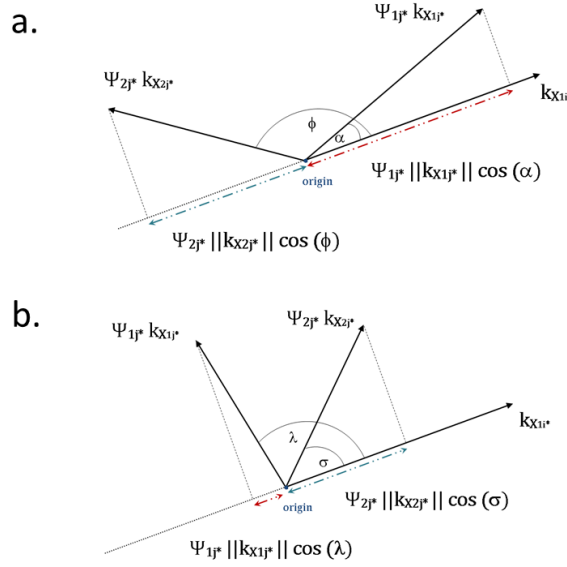 a.
Ψ1j* kX1j*
Ψ2j* kX2j*
kX1i
ϕ
α
origin
Ψ1j* ||kX1j*|| cos (α)
Ψ2j* ||kX2j*|| cos (ϕ)
b.
Ψ1j* kX1j*
Ψ2j* kX2j*
kX1i*
λ
σ
origin
Ψ2j* ||kX2j*|| cos (σ)
Ψ1j* ||kX1j*|| cos (λ)